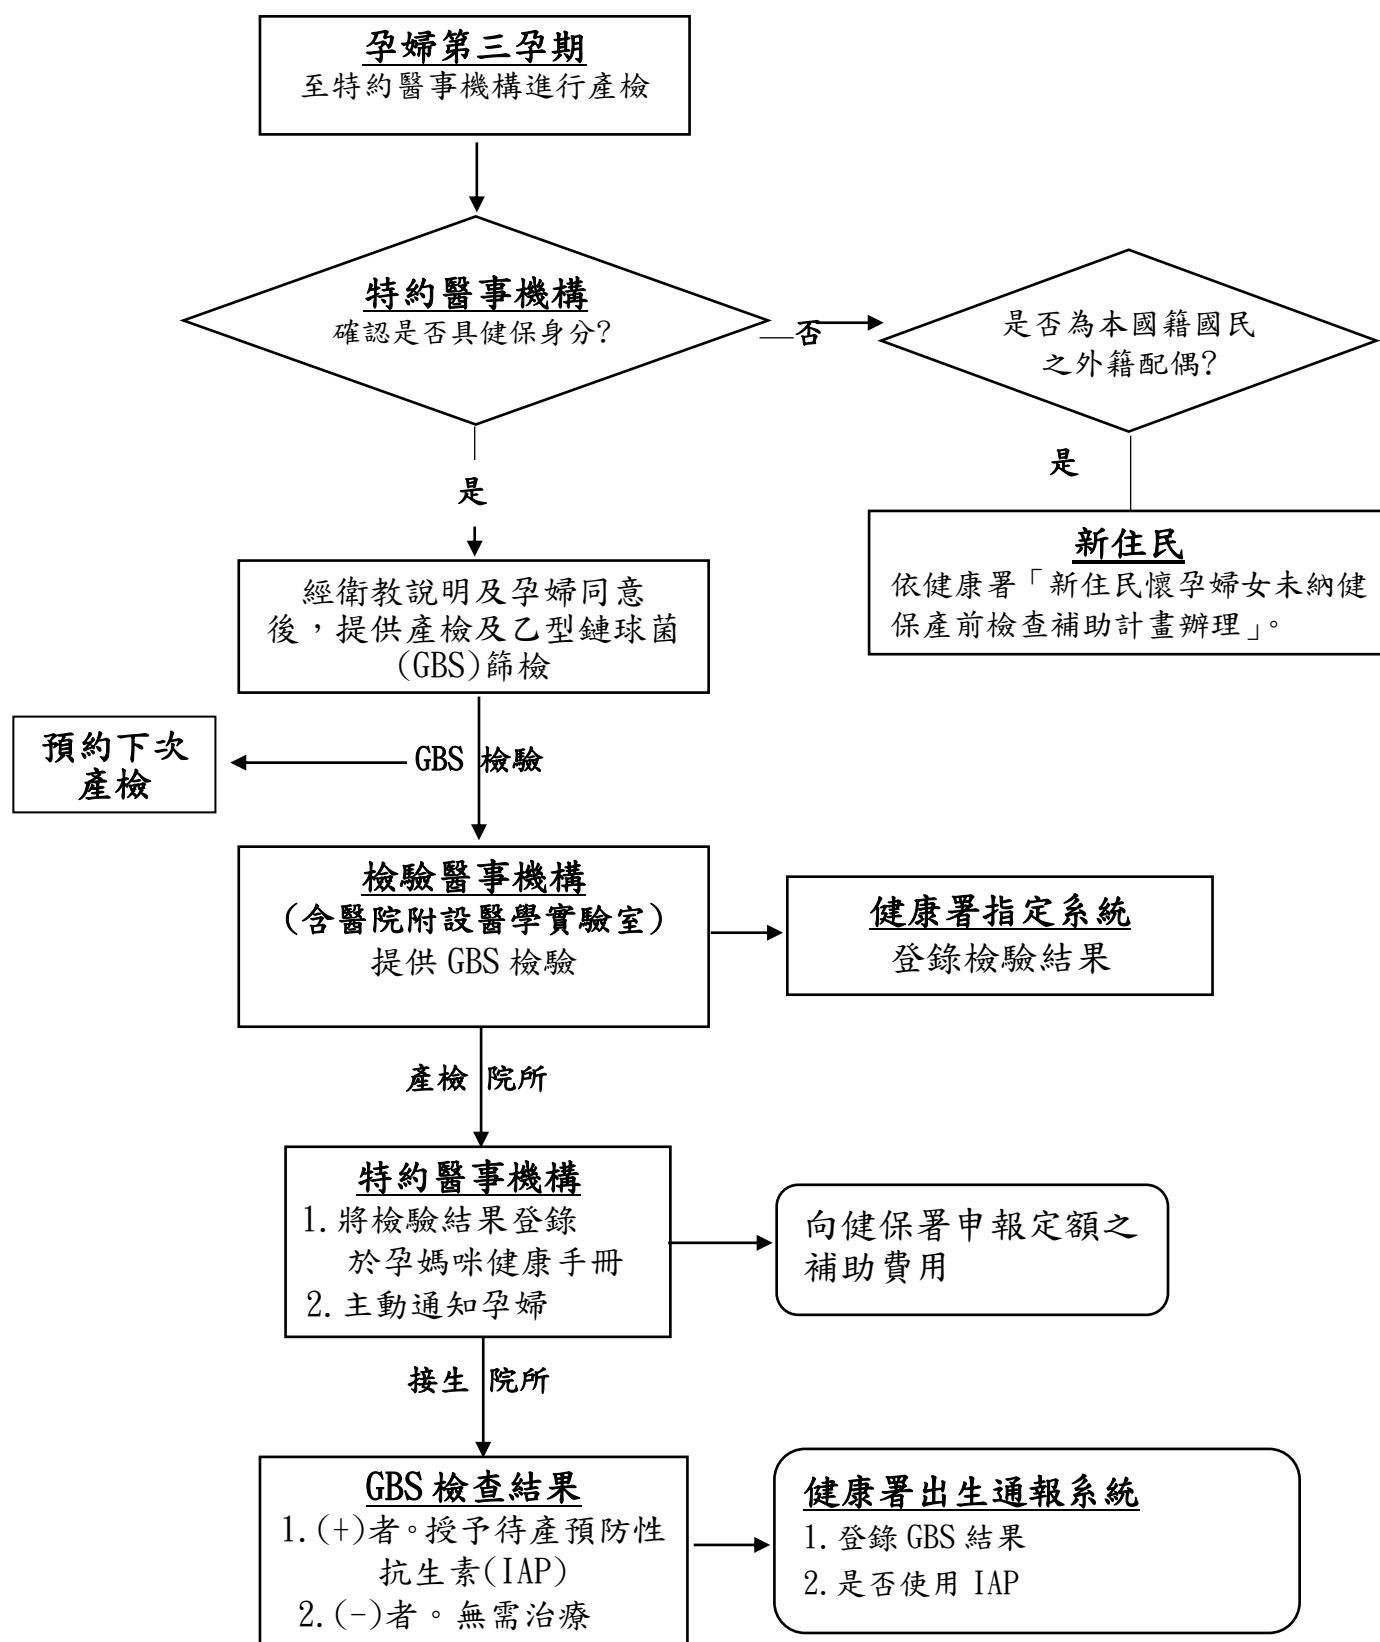 孕婦第三孕期
至特約醫事機構進行產檢
特約醫事機構
確認是否具健保身分?
否
是否為本國籍國民
之外籍配偶?
是
是
新住民
依健康署「新住民懷孕婦女未納健
保產前檢查補助計畫辦理」。
經衛教說明及孕婦同意
後,提供產檢及乙型鏈球菌
(GBS)篩檢
預約下次
產檢
GBS 檢驗
檢驗醫事機構
(含醫院附設醫學實驗室)
提供 GBS 檢驗
健康署指定系統
登錄檢驗結果
產檢 院所
特約醫事機構
1.將檢驗結果登錄
於孕媽咪健康手冊
2.主動通知孕婦
向健保署申報定額之
補助費用
接生 院所
GBS 檢查結果
1.(+)者。授予待產預防性
抗生素(IAP)
2.(-)者。無需治療
健康署出生通報系統
1.登錄 GBS 結果
2.是否使用 IAP